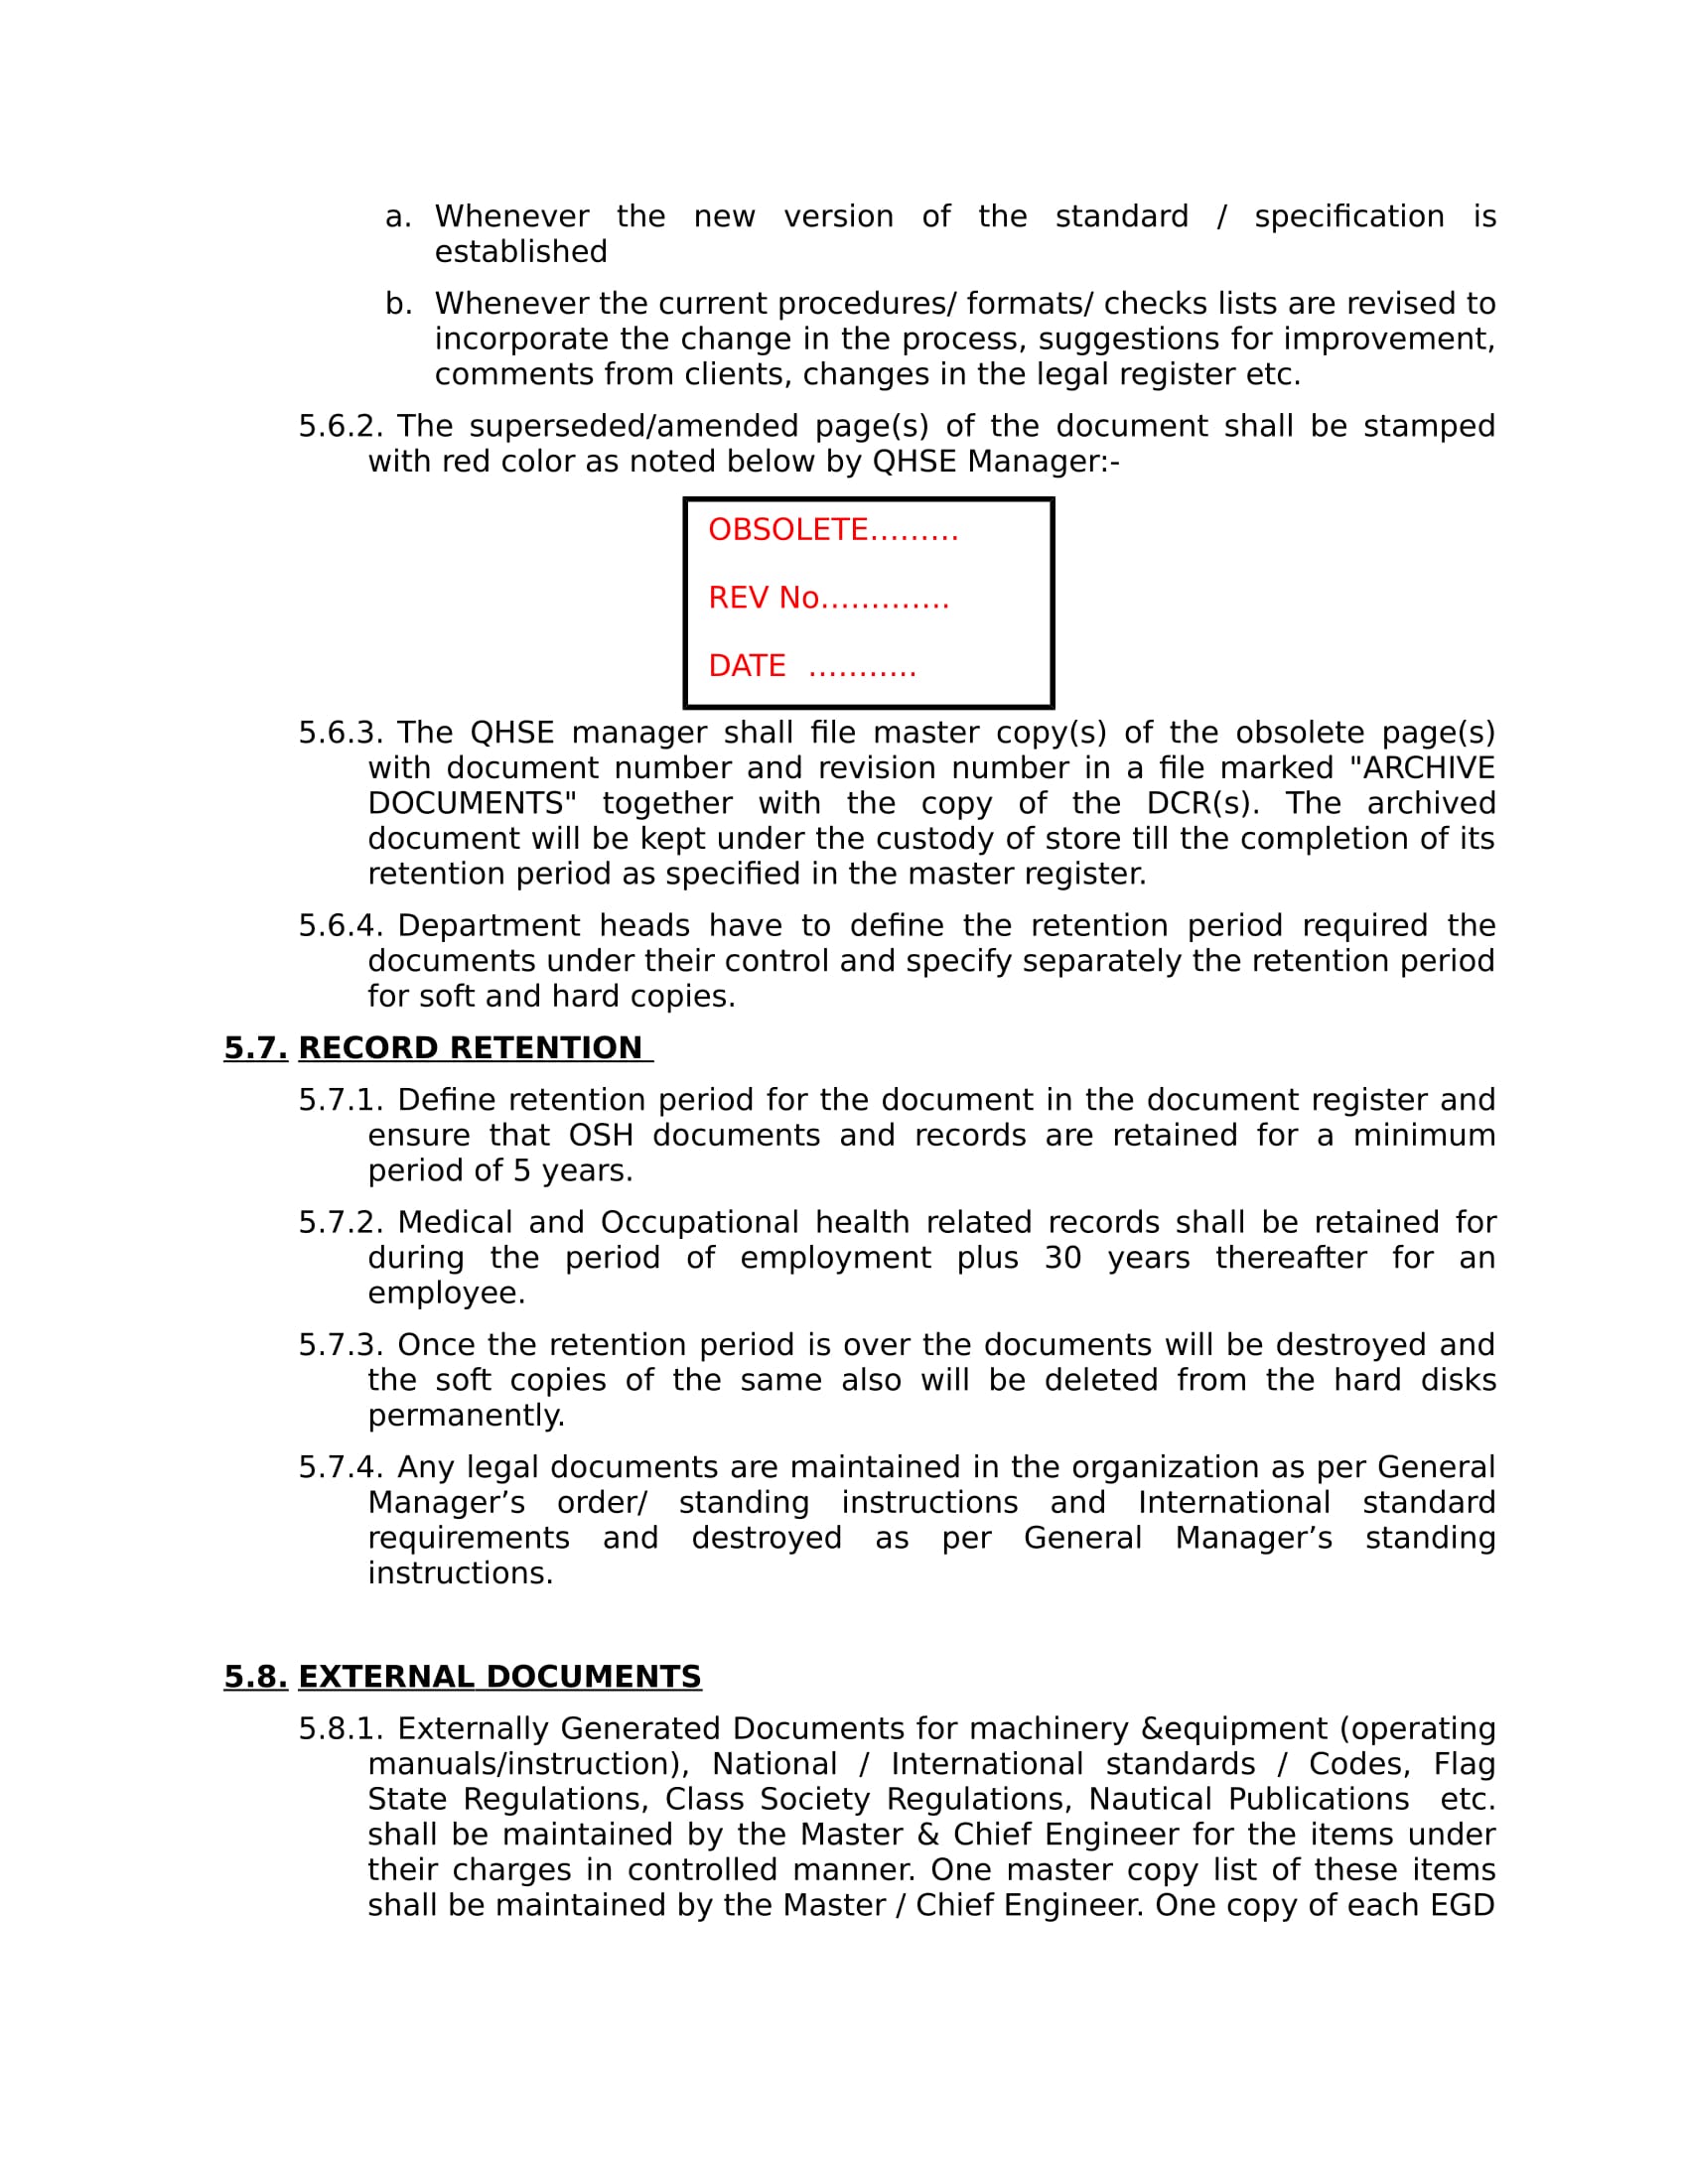 a. Whenever the new version of the standard / specification is
established
b. Whenever the current procedures/ formats/ checks lists are revised to
incorporate the change in the process, suggestions for improvement,
comments from clients, changes in the legal register etc.
5.6.2. The superseded/amended page(s) of the document shall be stamped
with red color as noted below by QHSE Manager:-
OBSOLETE.........
REV No.............
DATE ...........
5.6.3. The QHSE manager shall file master copy(s) of the obsolete page(s)
with document number and revision number in a file marked "ARCHIVE
DOCUMENTS" together with the copy of the DCR(s). The archived
document will be kept under the custody of store till the completion of its
retention period as specified in the master register.
5.6.4. Department heads have to define the retention period required the
documents under their control and specify separately the retention period
for soft and hard copies.
5.7. RECORD RETENTION
5.7.1. Define retention period for the document in the document register and
ensure that OSH documents and records are retained for a minimum
period of 5 years.
5.7.2. Medical and Occupational health related records shall be retained for
during the period of employment plus 30 years thereafter for an
employee.
5.7.3. Once the retention period is over the documents will be destroyed and
the soft copies of the same also will be deleted from the hard disks
permanently.
5.7.4. Any legal documents are maintained in the organization as per General
Manager’s order/ standing instructions and International standard
requirements and destroyed as per General Manager’s standing
instructions.
5.8. EXTERNAL DOCUMENTS
5.8.1. Externally Generated Documents for machinery &equipment (operating
manuals/instruction), National / International standards / Codes, Flag
State Regulations, Class Society Regulations, Nautical Publications etc.
shall be maintained by the Master & Chief Engineer for the items under
their charges in controlled manner. One master copy list of these items
shall be maintained by the Master / Chief Engineer. One copy of each EGD